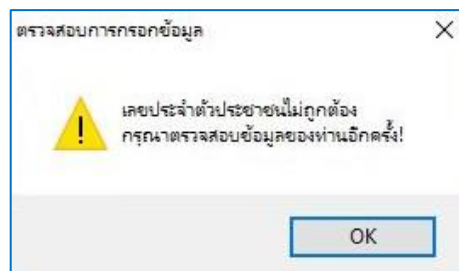 ตรวจสอบการกรอกข้อมูล
เลขประจำตัวประชาชนไม่ถูกต้อง
กรุณาตรวจสอบข้อมูลของท่านอีกครั้ง!
OK